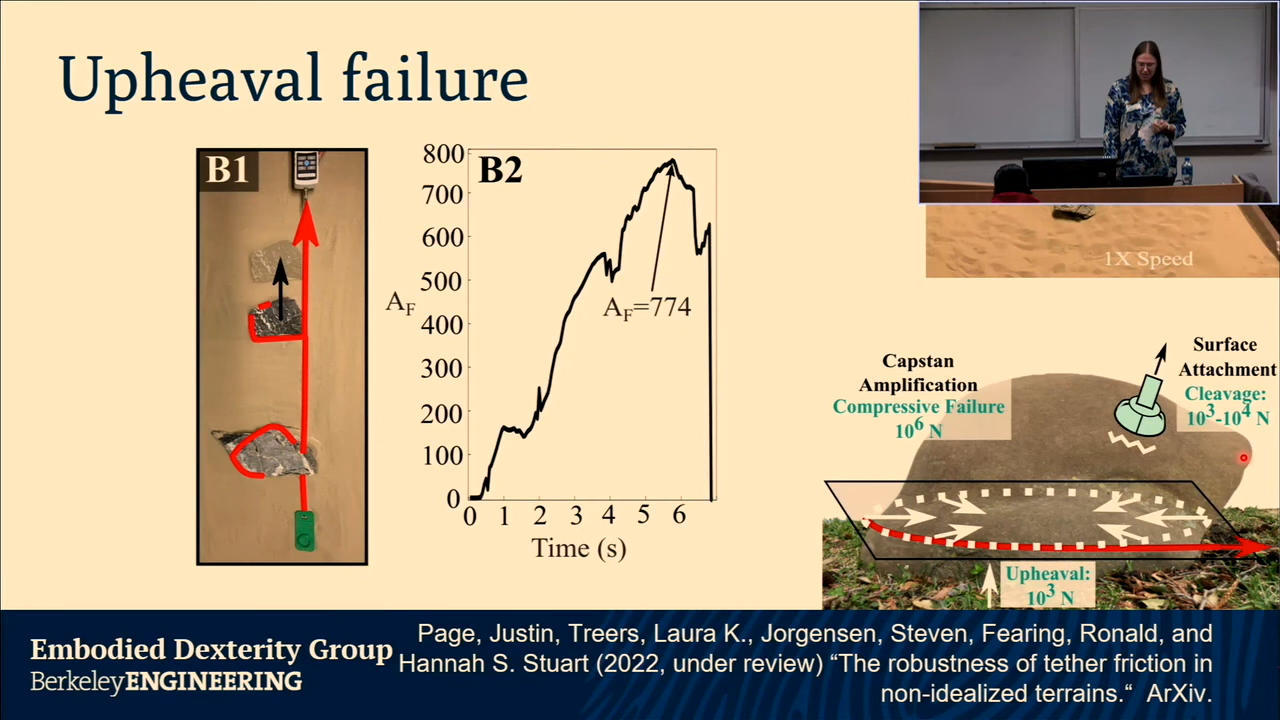 Upheaval failure
B1
B2
800
700
600
500
400
300
200
100
0
A_F
A_F=774
0 1 2 3 4 5 6
Time (s)
1X Speed
Capstan
Amplification
Compressive Failure
10^6 N
Surface
Attachment
Cleavage:
10^3-10^4 N
Upheaval:
10^3 N
Embodied Dexterity Group
BerkeleyENGINEERING
Page, Justin, Treers, Laura K., Jorgensen, Steven, Fearing, Ronald, and
Hannah S. Stuart (2022, under review) “The robustness of tether friction in
non-idealized terrains.“ ArXiv.